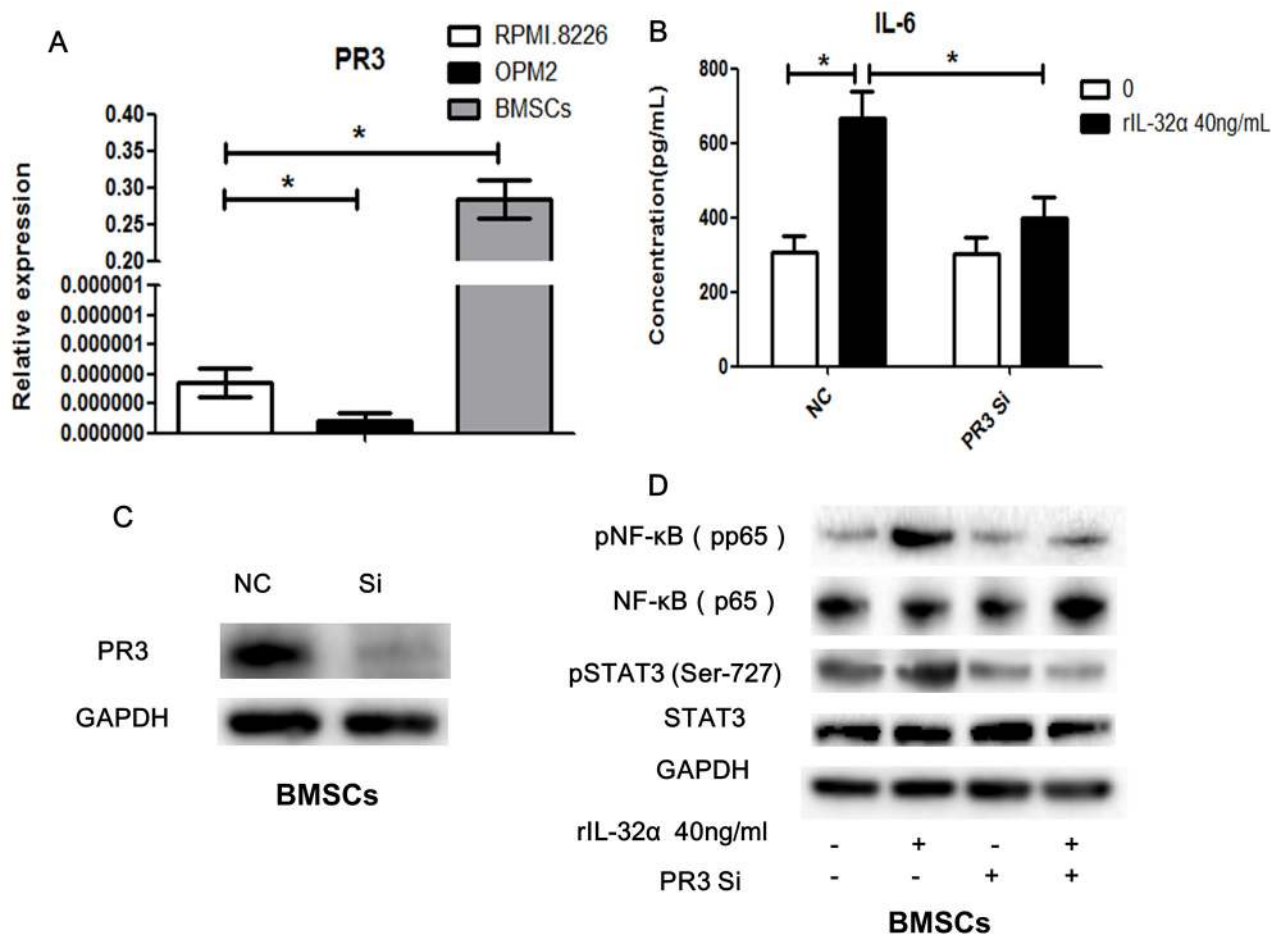 A
PR3
RPMI.8226
OPM2
BMSCs
Relative expression
0.40
0.35
0.30
0.25
0.20
0.000001
0.000001
0.000001
0.000000
0.000000
0.000000
*
*
B
IL-6
0
rIL-32α 40ng/mL
Concentration(pg/mL)
800
600
400
200
0
*
*
NC
PR3 Si
C
NC Si
PR3
GAPDH
BMSCs
D
pNF-κB ( pp65 )
NF-κB ( p65 )
pSTAT3 (Ser-727)
STAT3
GAPDH
rIL-32α 40ng/ml - + - +
PR3 Si - - + +
BMSCs